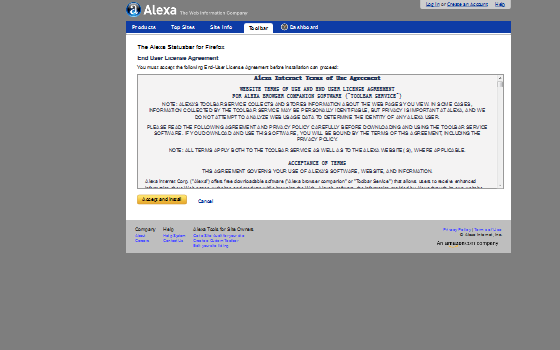 Alexa The Web Information Company
Log in or Create an Account Help
Products Top Sites Site Info Toolbar Dashboard
The Alexa Statusbar for Firefox
End User License Agreement
You must accept the following End-User License Agreement before installation can proceed:
Alexa Internet Terms of Use Agreement
WEBSITE TERMS OF USE AND END USER LICENSE AGREEMENT
FOR ALEXA BROWSER COMPANION SOFTWARE ("TOOLBAR SERVICE")
NOTE: ALEXA'S TOOLBAR SERVICE COLLECTS AND STORES INFORMATION ABOUT THE WEB PAGES YOU VIEW. IN SOME CASES,
INFORMATION COLLECTED BY THE TOOLBAR SERVICE MAY BE PERSONALLY IDENTIFIABLE, BUT PRIVACY IS IMPORTANT AT ALEXA, AND WE
DO NOT ATTEMPT TO ANALYZE WEB USAGE DATA TO DETERMINE THE IDENTITY OF ANY ALEXA USER.
PLEASE READ THE FOLLOWING AGREEMENT AND PRIVACY POLICY CAREFULLY BEFORE DOWNLOADING AND USING THE TOOLBAR SERVICE
SOFTWARE. IF YOU DOWNLOAD AND USE THIS SOFTWARE, YOU WILL BE BOUND BY THE TERMS OF THIS AGREEMENT, INCLUDING THE
PRIVACY POLICY.
NOTE: ALL TERMS APPLY BOTH TO THE TOOLBAR SERVICE AS WELL AS TO THE ALEXA WEBSITE(S), WHERE APPLICABLE.
ACCEPTANCE OF TERMS
THIS AGREEMENT GOVERNS YOUR USE OF ALEXA'S SOFTWARE, WEBSITE, AND INFORMATION.
Alexa Internet Corp. ("Alexa") offers free downloadable software ("Alexa browser companion" or "Toolbar Service") that allows users to receive enhanced
Accept and Install Cancel
Company Help Alexa Tools for Site Owners
About Help System
Careers Contact Us Create a Custom Toolbar
Edit your site listing
Privacy Policy | Terms of Use
© Alexa Internet, Inc.
An amazon.com company